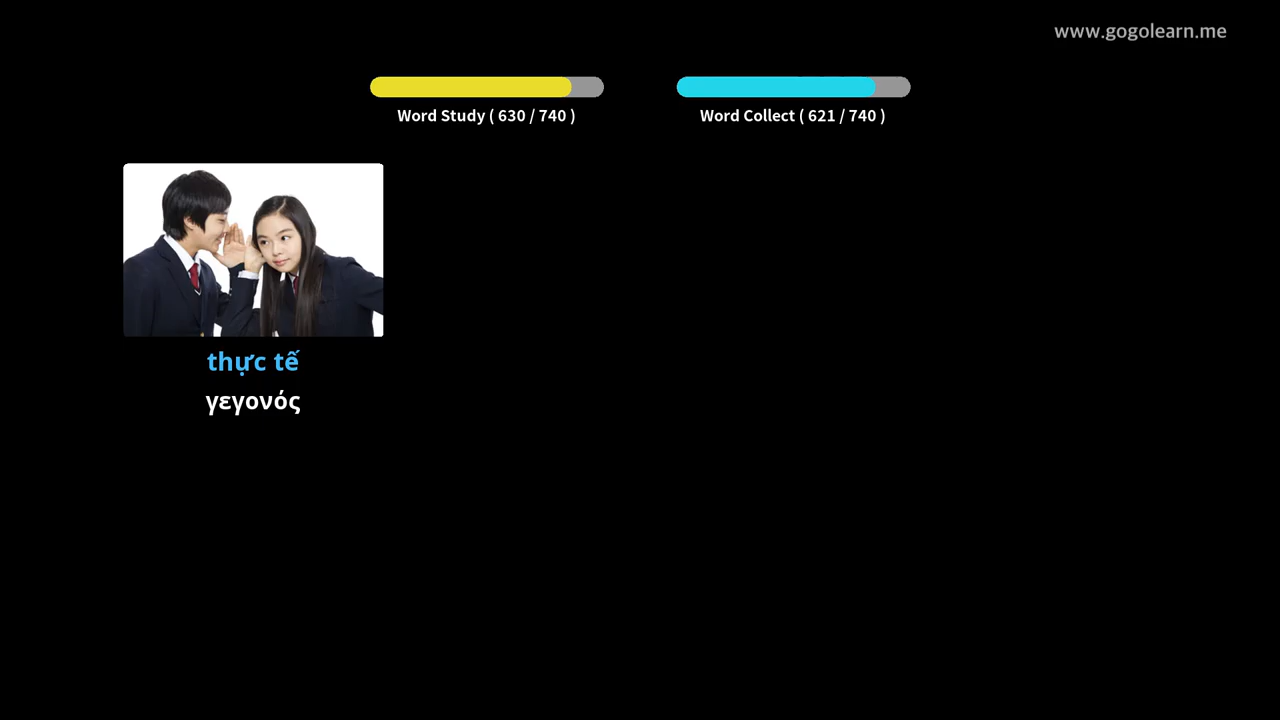 www.gogolearn.me
Word Study ( 630 / 740 )
Word Collect ( 621 / 740 )
thực tế
γεγονός